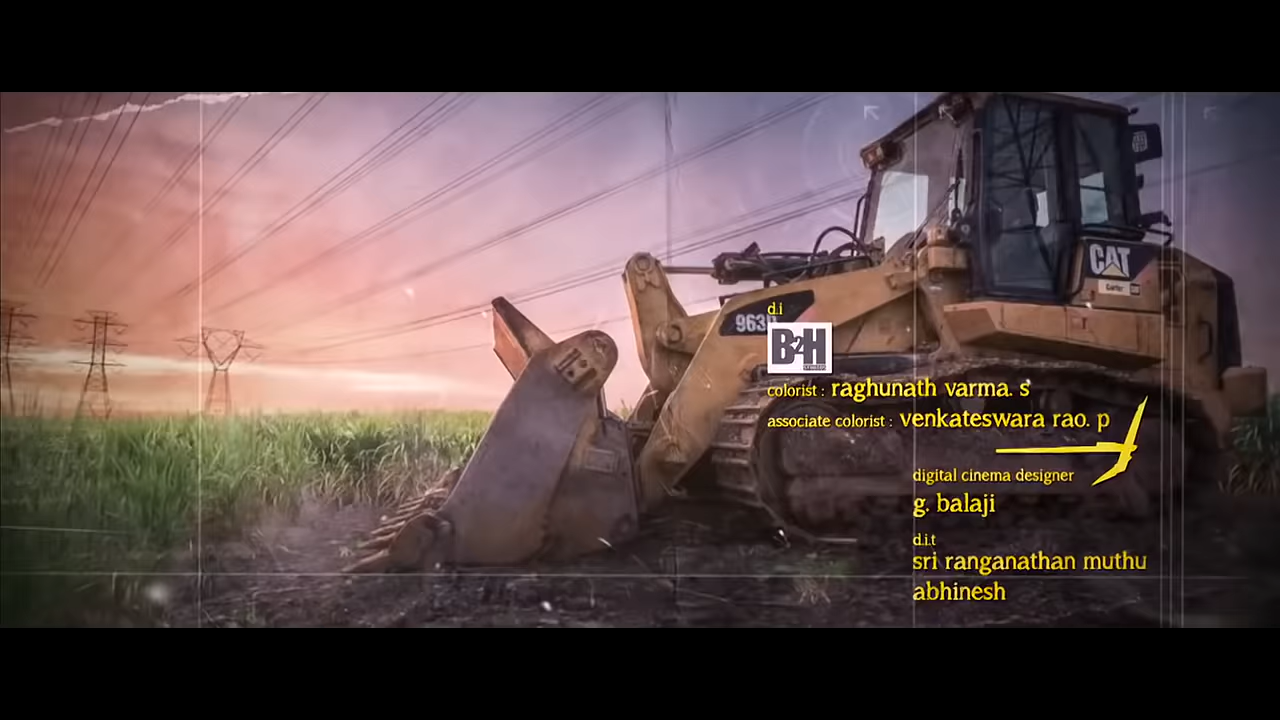 CAT
963D
d.i
B2H
colorist : raghunath varma. s
associate colorist : venkateswara rao. p
digital cinema designer
g. balaji
d.i.t
sri ranganathan muthu
abhinesh